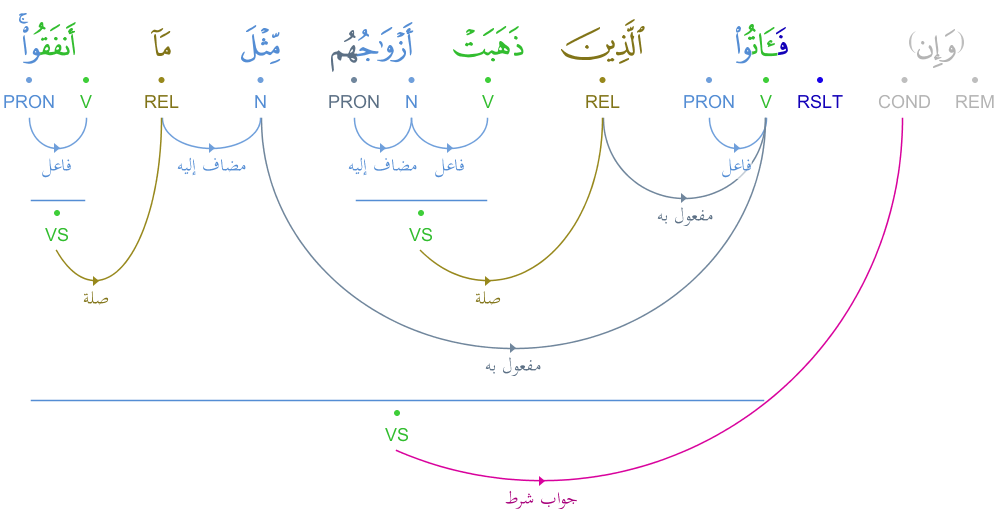 (وَإِن) فَـَٔاتُوا۟ ٱلَّذِينَ ذَهَبَتْ أَزْوَٰجُهُم مِّثْلَ مَآ أَنفَقُوا۟ ۚ
REM COND RSLT V PRON REL V N PRON N REL V PRON
فاعل فاعل مضاف إليه مضاف إليه فاعل
مفعول به
VS VS
صلة صلة
مفعول به
VS
جواب شرط